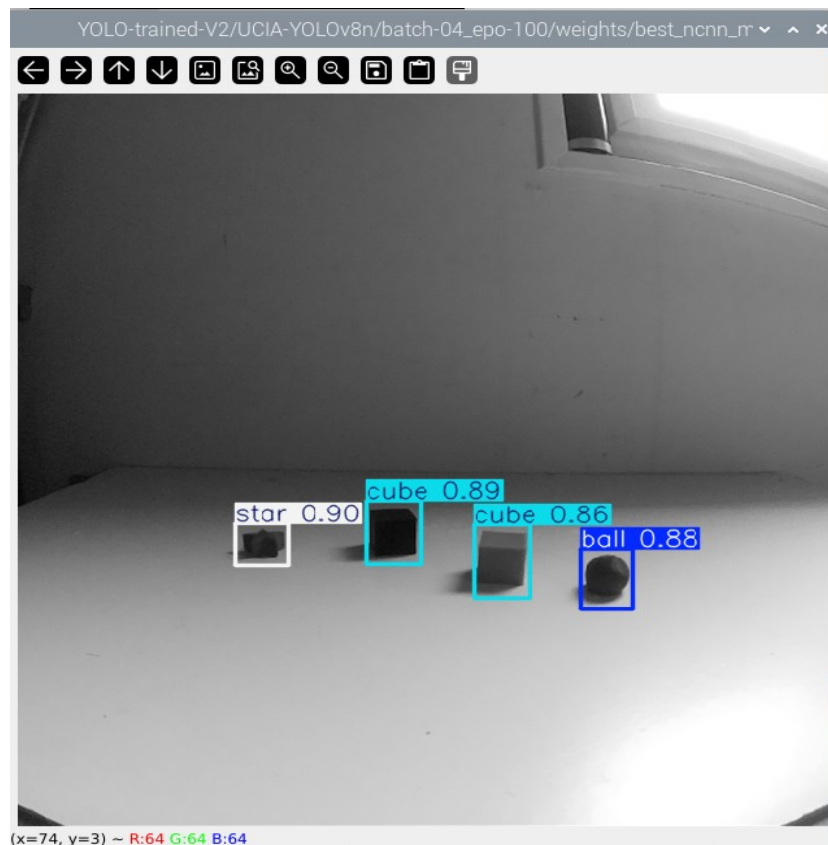 YOLO-trained-V2/UCIA-YOLOv8n/batch-04_epo-100/weights/best_ncnn_m
cube 0.89
star 0.90
cube 0.86
ball 0.88
(x=74, y=3) ~ R:64 G:64 B:64